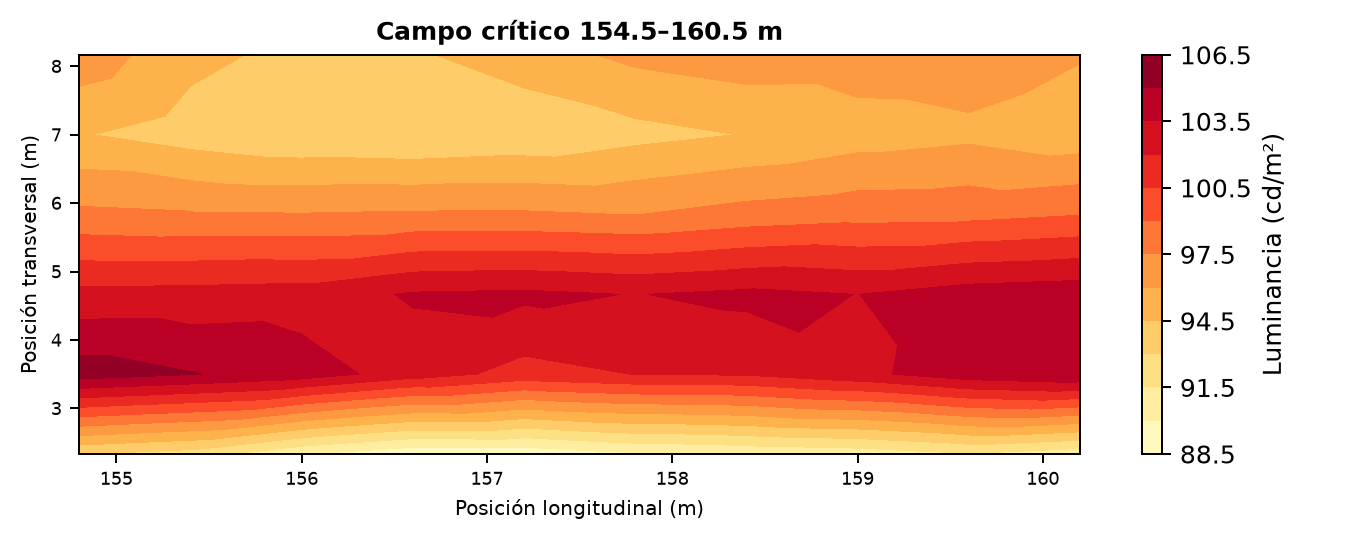 Campo crítico 154.5–160.5 m
Posición transversal (m)
8
7
6
5
4
3
155 156 157 158 159 160
Posición longitudinal (m)
106.5
103.5
100.5
97.5
94.5
91.5
88.5
Luminancia (cd/m²)